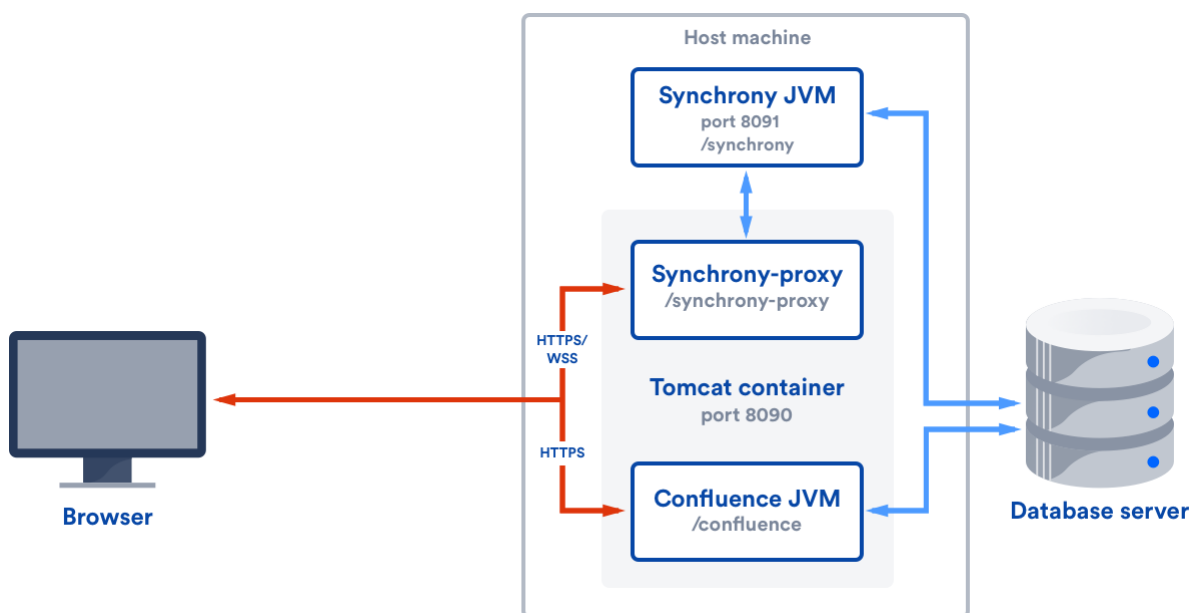 Host machine
Synchrony JVM
port 8091
/synchrony
Synchrony-proxy
/synchrony-proxy
HTTPS/
WSS
Tomcat container
port 8090
HTTPS
Confluence JVM
/confluence
Browser
Database server